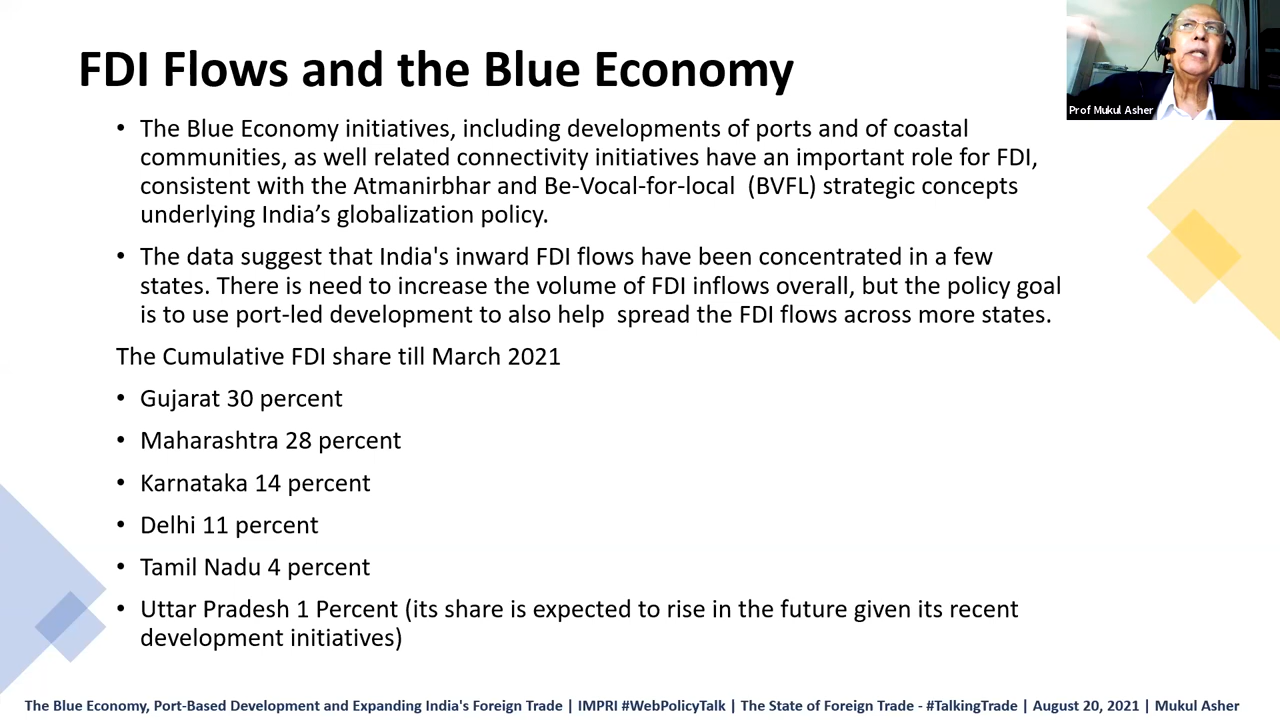 FDI Flows and the Blue Economy
Prof Mukul Asher
• The Blue Economy initiatives, including developments of ports and of coastal
communities, as well related connectivity initiatives have an important role for FDI,
consistent with the Atmanirbhar and Be-Vocal-for-local (BVFL) strategic concepts
underlying India’s globalization policy.
• The data suggest that India's inward FDI flows have been concentrated in a few
states. There is need to increase the volume of FDI inflows overall, but the policy goal
is to use port-led development to also help spread the FDI flows across more states.
The Cumulative FDI share till March 2021
• Gujarat 30 percent
• Maharashtra 28 percent
• Karnataka 14 percent
• Delhi 11 percent
• Tamil Nadu 4 percent
• Uttar Pradesh 1 Percent (its share is expected to rise in the future given its recent
development initiatives)
The Blue Economy, Port-Based Development and Expanding India's Foreign Trade | IMPRI #WebPolicyTalk | The State of Foreign Trade - #TalkingTrade | August 20, 2021 | Mukul Asher